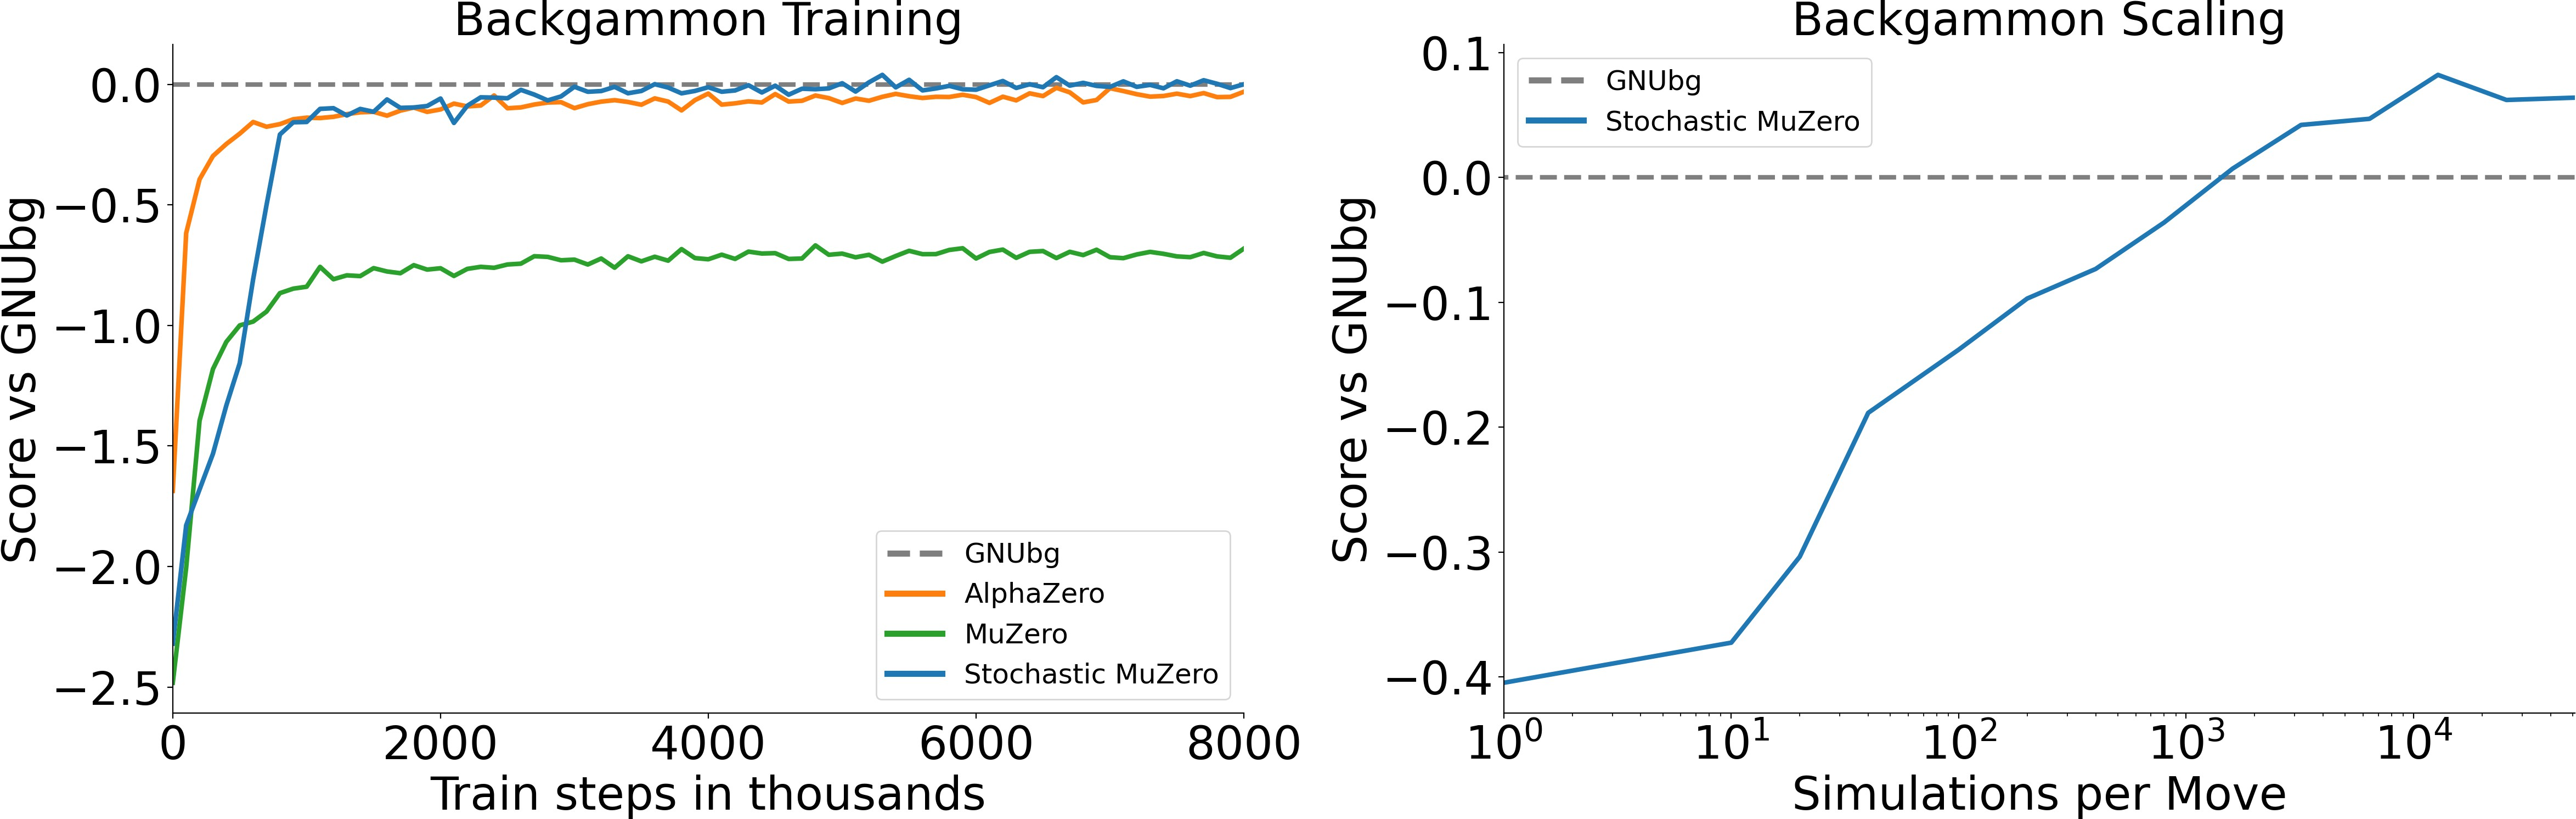 Backgammon Training
Score vs GNUbg
0.0
−0.5
−1.0
−1.5
−2.0
−2.5
GNUbg
AlphaZero
MuZero
Stochastic MuZero
0 2000 4000 6000 8000
Train steps in thousands
Backgammon Scaling
Score vs GNUbg
0.1
0.0
−0.1
−0.2
−0.3
−0.4
GNUbg
Stochastic MuZero
10⁰ 10¹ 10² 10³ 10⁴
Simulations per Move